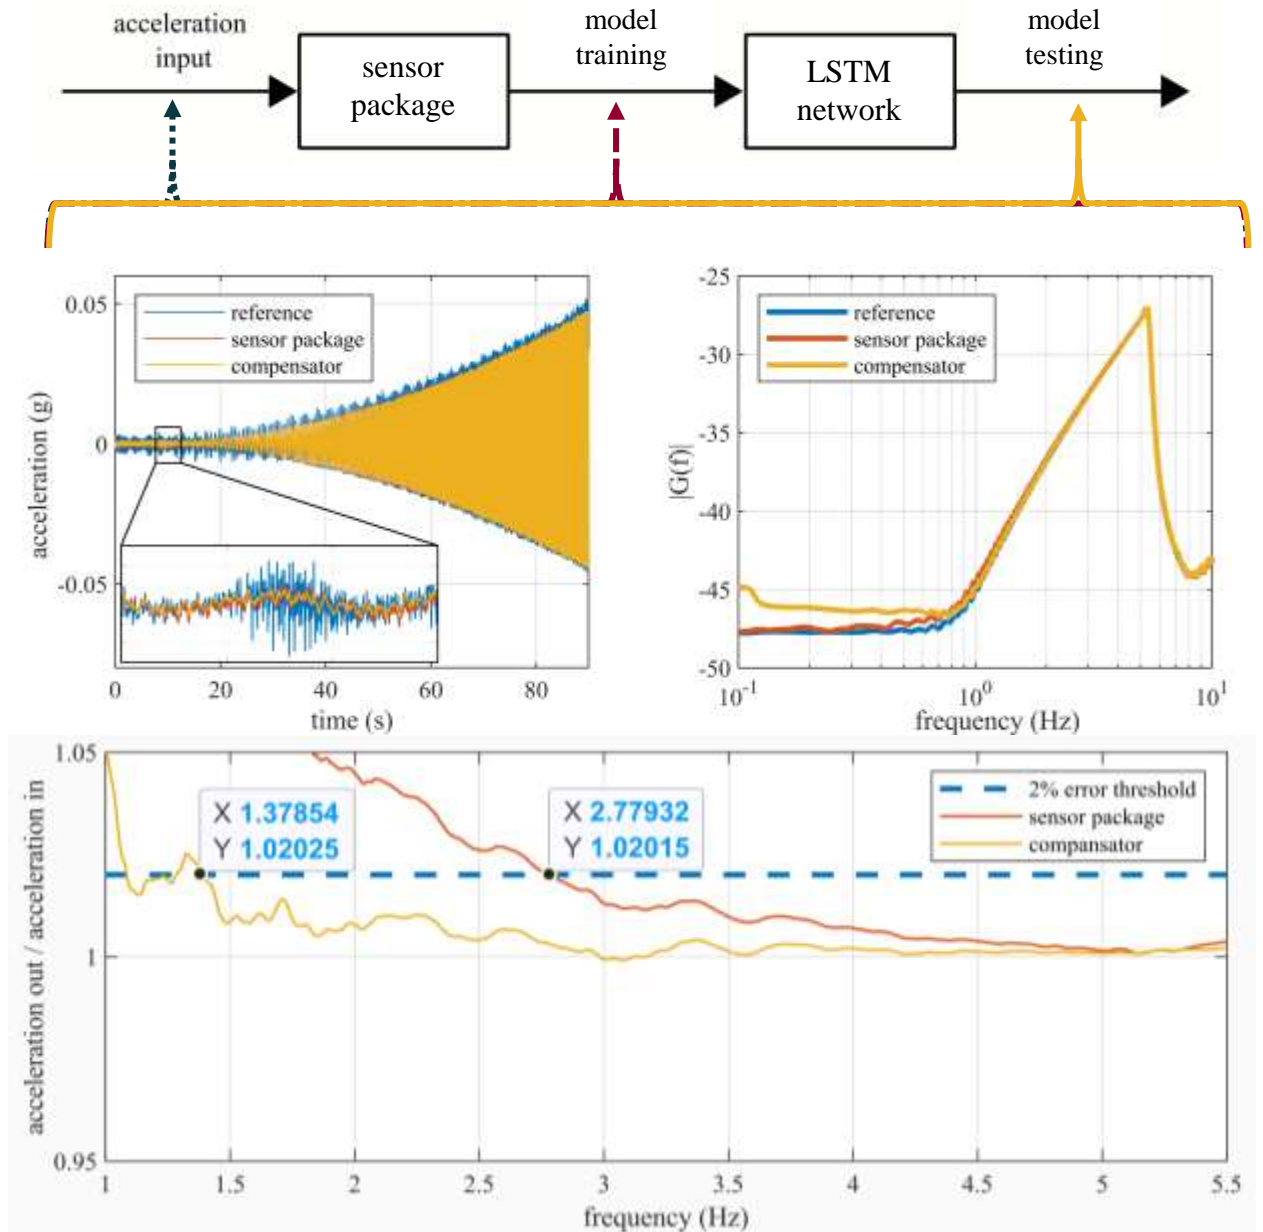 acceleration
input
sensor
package
model
training
LSTM
network
model
testing
0.05
0
-0.05
acceleration (g)
reference
sensor package
compensator
0
20
40
60
80
time (s)
-25
-30
-35
-40
-45
-50
|G(f)|
reference
sensor package
compensator
10^-1
10^0
10^1
frequency (Hz)
1.05
1
0.95
acceleration out / acceleration in
X 1.37854
Y 1.02025
X 2.77932
Y 1.02015
2% error threshold
sensor package
compansator
1
1.5
2
2.5
3
3.5
4
4.5
5
5.5
frequency (Hz)